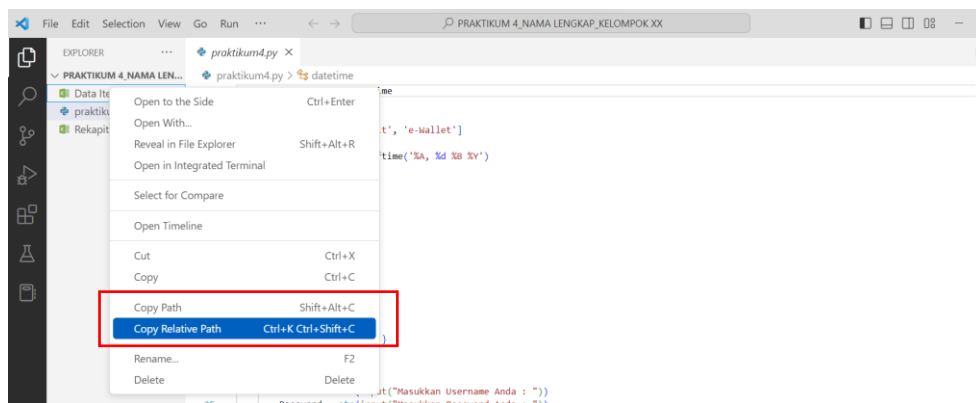 File Edit Selection View Go Run ··· PRAKTIKUM 4_NAMA LENGKAP_KELOMPOK XX
EXPLORER ··· praktikum4.py
PRAKTIKUM 4_NAMA LEN... praktikum4.py > datetime
Data Ite
praktiku
Rekapit
Open to the Side Ctrl+Enter
Open With...
Reveal in File Explorer Shift+Alt+R
Open in Integrated Terminal
Select for Compare
Open Timeline
Cut Ctrl+X
Copy Ctrl+C
Copy Path Shift+Alt+C
Copy Relative Path Ctrl+K Ctrl+Shift+C
Rename... F2
Delete Delete
me
t', 'e-Wallet']
time('%A, %d %B %Y')
)
ut("Masukkan Username Anda : "))